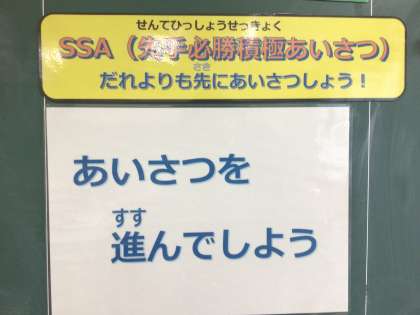 せんてひっしょうせっきょく
SSA（先手必勝積極あいさつ）
さき
だれよりも先にあいさつしよう！
あいさつを
すす
進んでしよう